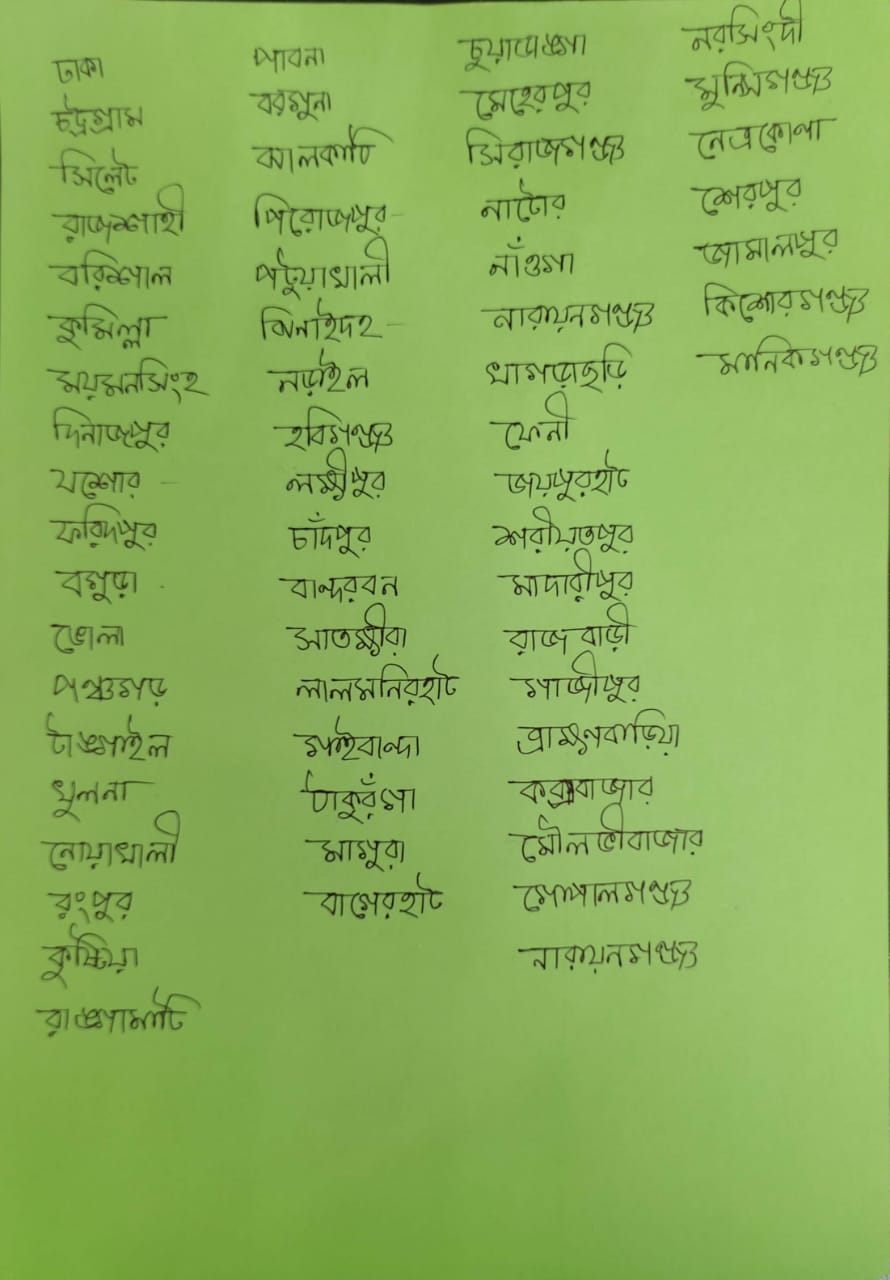 ঢাকা
চট্রগ্রাম
সিলেট
রাজশাহী
বরিশাল
কুমিল্লা
ময়মনসিংহ
দিনাজপুর
যশোর
ফরিদপুর
বগুড়া
ভোলা
পঞ্চগড়
টাঙ্গাইল
খুলনা
নোয়াখালী
রংপুর
কুষ্টিয়া
রাঙ্গামাটি
পাবনা
বরগুনা
ঝালকাঠি
পিরোজপুর
পটুয়াখালী
ঝিনাইদহ
নড়াইল
হবিগঞ্জ
লক্ষ্মীপুর
চাঁদপুর
বান্দরবন
সাতক্ষীরা
লালমনিরহাট
গাইবান্দা
ঠাকুরঁগা
মাগুরা
বাগেরহাট
চুয়াডাঙ্গা
মেহেরপুর
সিরাজগঞ্জ
নাটোর
নাঁওগা
নারায়নগঞ্জ
খাগড়াছড়ি
ফেনী
জয়পুরহাট
শরীয়তপুর
মাদারীপুর
রাজবাড়ী
গাজীপুর
ব্রাক্ষ্মণবাড়িয়া
কক্সবাজার
মৌলভীবাজার
গোপালগঞ্জ
নারায়নগঞ্জ
নরসিংদী
মুন্সিগঞ্জ
নেত্রকোনা
শেরপুর
জামালপুর
কিশোরগঞ্জ
মানিকগঞ্জ